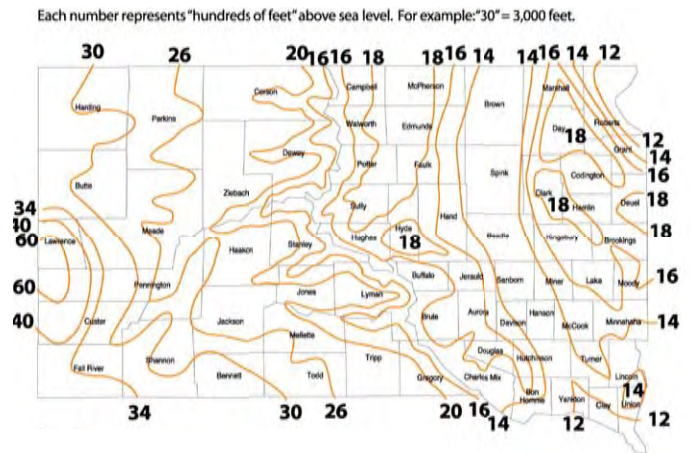 Each number represents "hundreds of feet" above sea level. For example: "30" = 3,000 feet.
30 26 20 16 16 18 18 16 14 14 16 14 12
Corson Campbell McPherson Marshall
Harding Brown
Perkins Walworth Edmunds Day 18 Roberts
12
Grant
Dewey 14
Potter Faulk Spink Codington 16
Butte Ziebach Clark
18 Hamlin Deuel 18
34 Sully Hand
40 Meade Hyde 18
60 Lawrence Haakon Stanley Hughes 18 Beadle Kingsbury Brookings
Buffalo Jerauld Sanborn Miner Lake Moody 16
60 Pennington Jones Lyman
40 Custer Jackson Brule Aurora Davison Hanson McCook Minnehaha 14
Mellette
Shannon Tripp Douglas Hutchinson Turner
Fall River Bennett Todd Gregory Charles Mix Lincoln
Bon Homme Yankton Clay Union 14
34 30 26 20 16 14 12 12